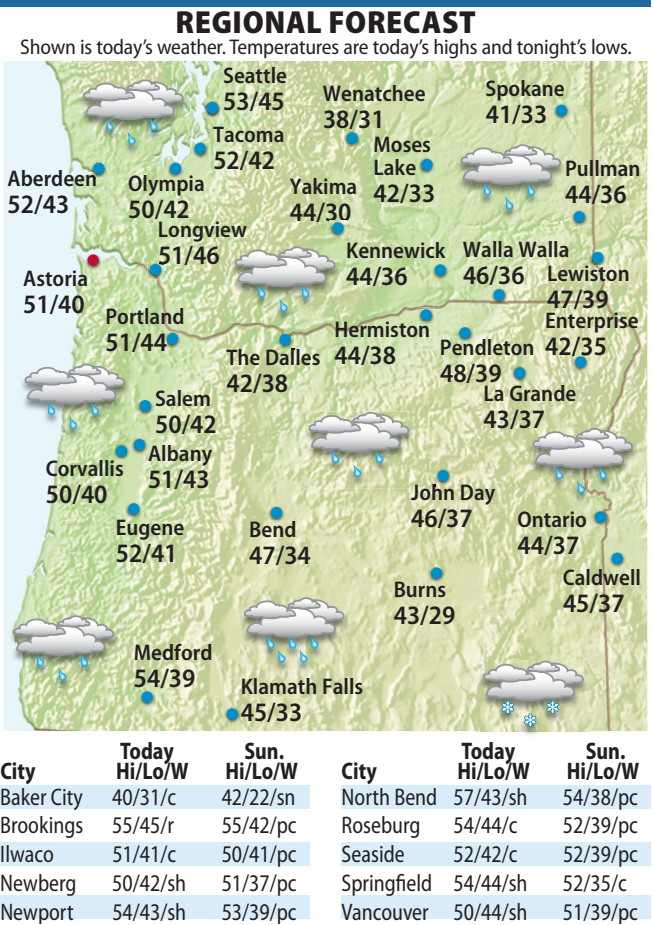 REGIONAL FORECAST
Shown is today's weather. Temperatures are today's highs and tonight's lows.
Seattle
53/45
Wenatchee
38/31
Spokane
41/33
Tacoma
52/42
Moses
Lake
42/33
Pullman
44/36
Aberdeen
52/43
Olympia
50/42
Yakima
44/30
Longview
51/46
Kennewick
44/36
Walla Walla
46/36
Lewiston
47/39
Astoria
51/40
Portland
51/44
The Dalles
42/38
Hermiston
44/38
Pendleton
48/39
Enterprise
42/35
La Grande
43/37
Salem
50/42
Albany
51/43
Corvallis
50/40
Eugene
52/41
Bend
47/34
John Day
46/37
Ontario
44/37
Caldwell
45/37
Burns
43/29
Medford
54/39
Klamath Falls
45/33
Today Sun.
City Hi/Lo/W Hi/Lo/W
Baker City 40/31/c 42/22/sn
Brookings 55/45/r 55/42/pc
Ilwaco 51/41/c 50/41/pc
Newberg 50/42/sh 51/37/pc
Newport 54/43/sh 53/39/pc
Today Sun.
City Hi/Lo/W Hi/Lo/W
North Bend 57/43/sh 54/38/pc
Roseburg 54/44/c 52/39/pc
Seaside 52/42/c 52/39/pc
Springfield 54/44/sh 52/35/c
Vancouver 50/44/sh 51/39/pc